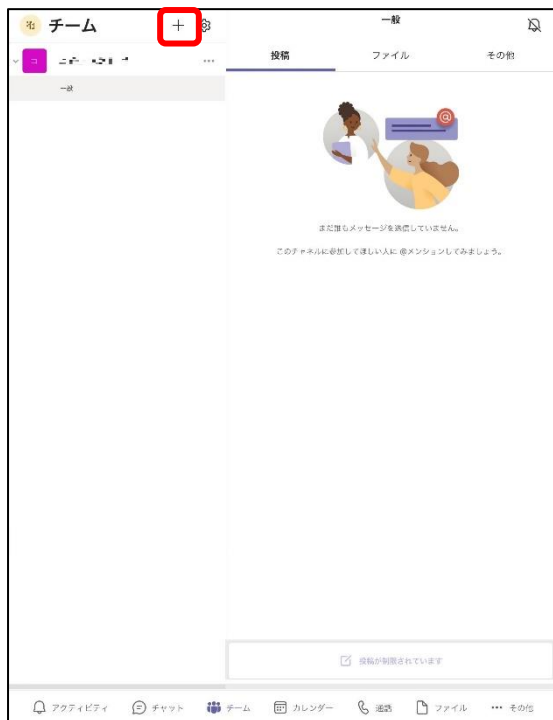 チーム
コ
一般
一般
投稿 ファイル その他
@
まだ誰もメッセージを送信していません。
このチャネルに参加してほしい人に @メンションしてみましょう。
投稿が制限されています
アクティビティ チャット チーム カレンダー 通話 ファイル その他